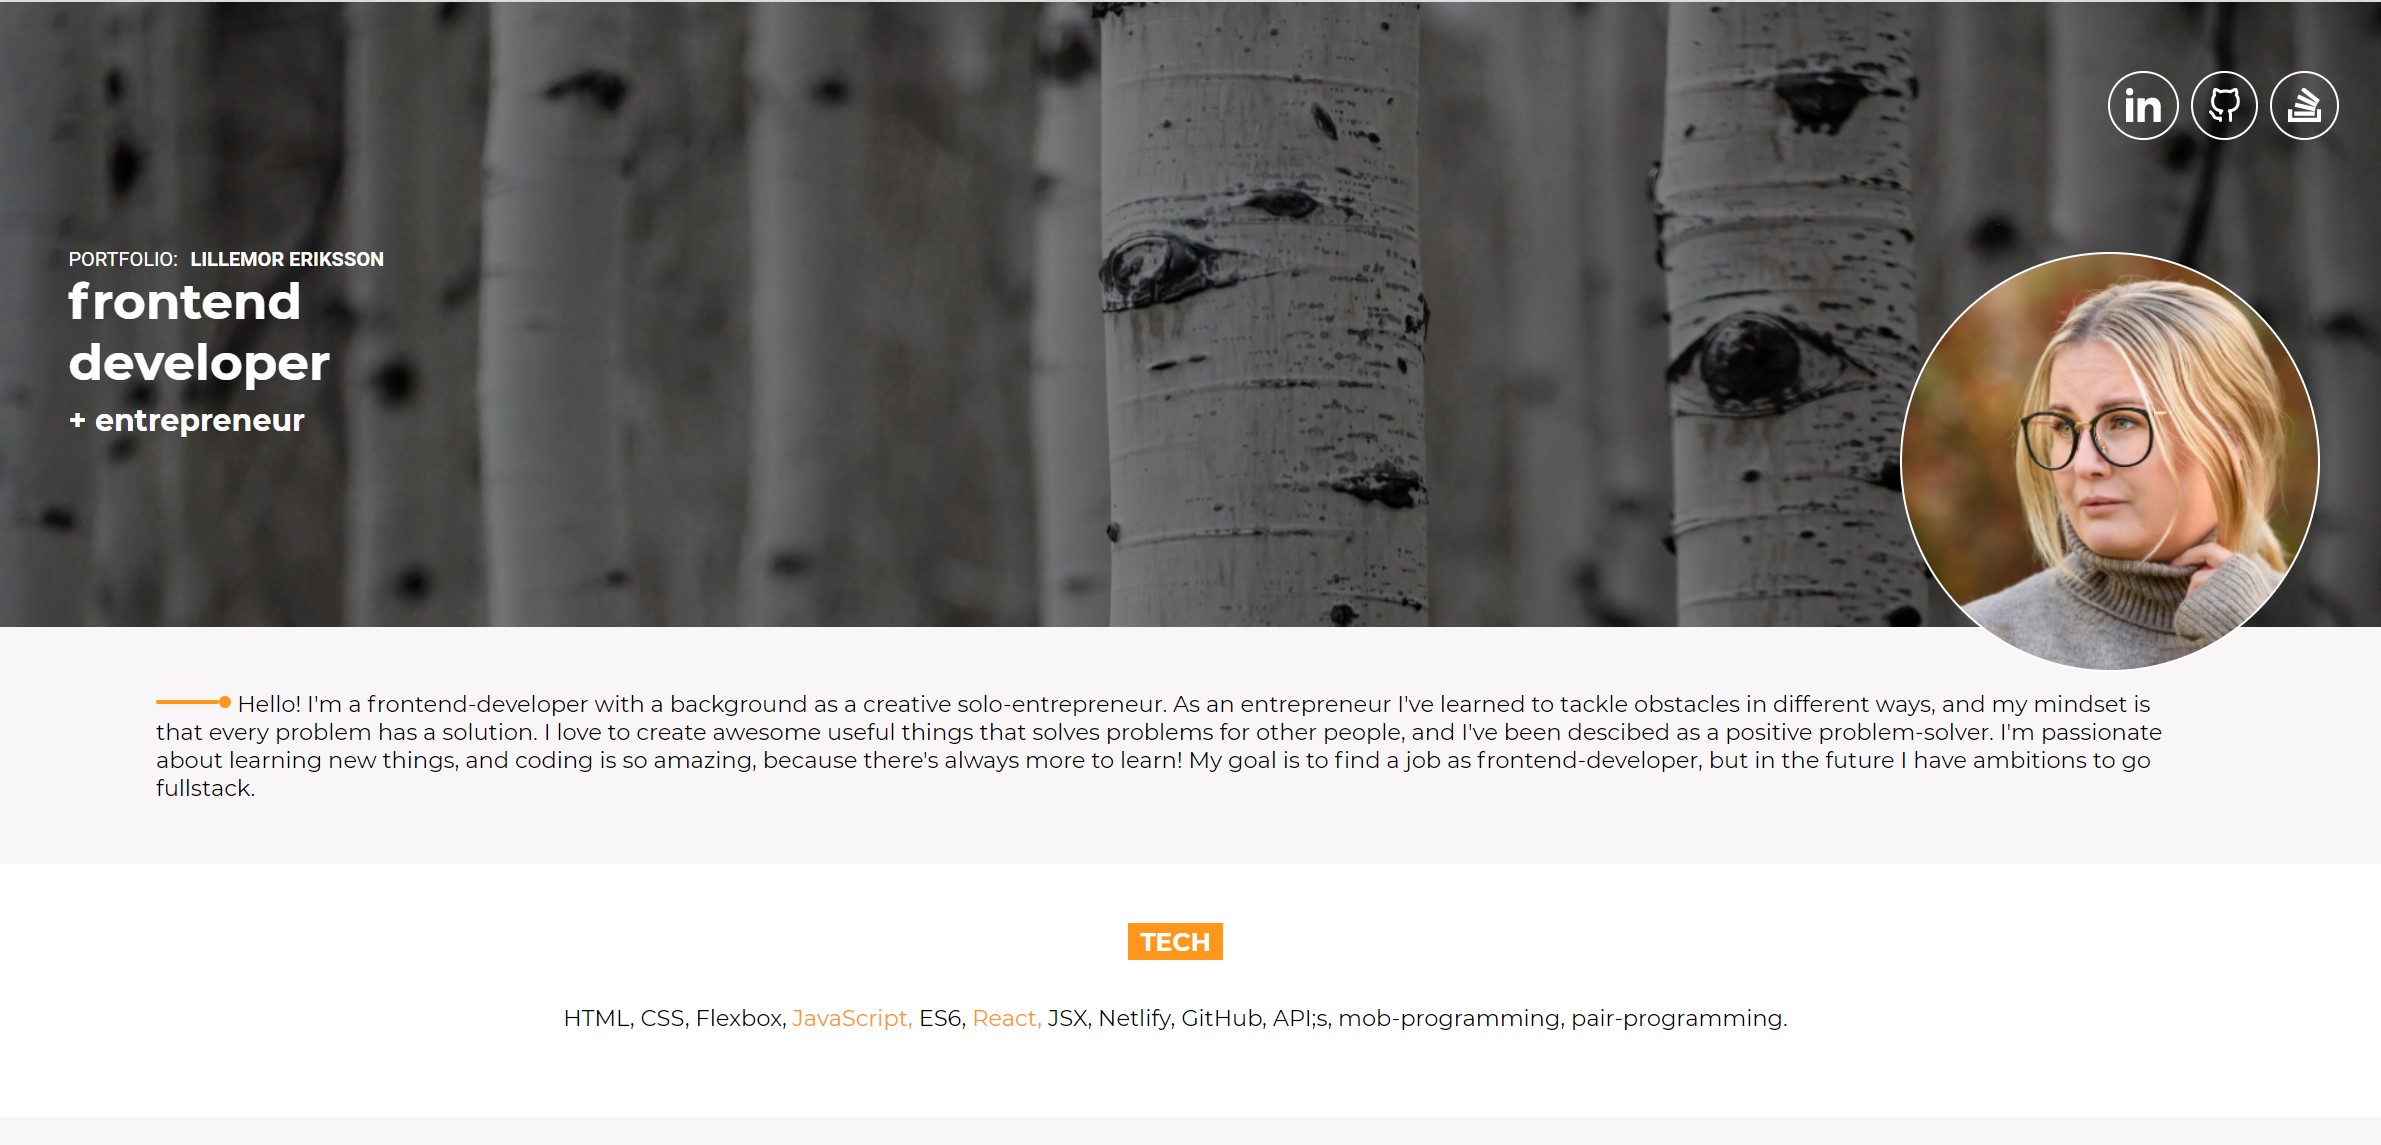 in
PORTFOLIO: LILLEMOR ERIKSSON
frontend
developer
+ entrepreneur
Hello! I'm a frontend-developer with a background as a creative solo-entrepreneur. As an entrepreneur I've learned to tackle obstacles in different ways, and my mindset is
that every problem has a solution. I love to create awesome useful things that solves problems for other people, and I've been descibed as a positive problem-solver. I'm passionate
about learning new things, and coding is so amazing, because there's always more to learn! My goal is to find a job as frontend-developer, but in the future I have ambitions to go
fullstack.
TECH
HTML, CSS, Flexbox, JavaScript, ES6, React, JSX, Netlify, GitHub, API;s, mob-programming, pair-programming.